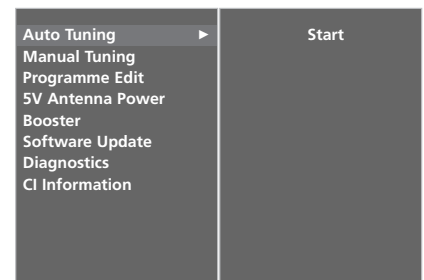 Auto Tuning ► Start
Manual Tuning
Programme Edit
5V Antenna Power
Booster
Software Update
Diagnostics
CI Information